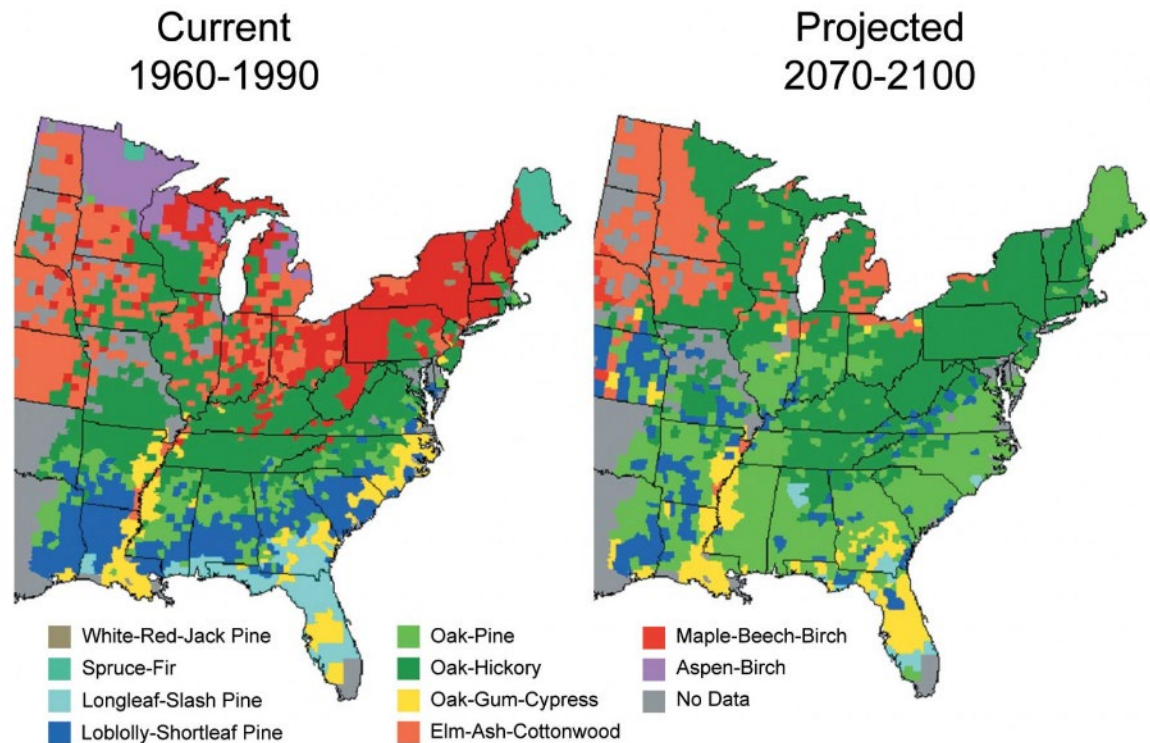 Current
1960-1990
Projected
2070-2100
White-Red-Jack Pine
Spruce-Fir
Longleaf-Slash Pine
Loblolly-Shortleaf Pine
Oak-Pine
Oak-Hickory
Oak-Gum-Cypress
Elm-Ash-Cottonwood
Maple-Beech-Birch
Aspen-Birch
No Data